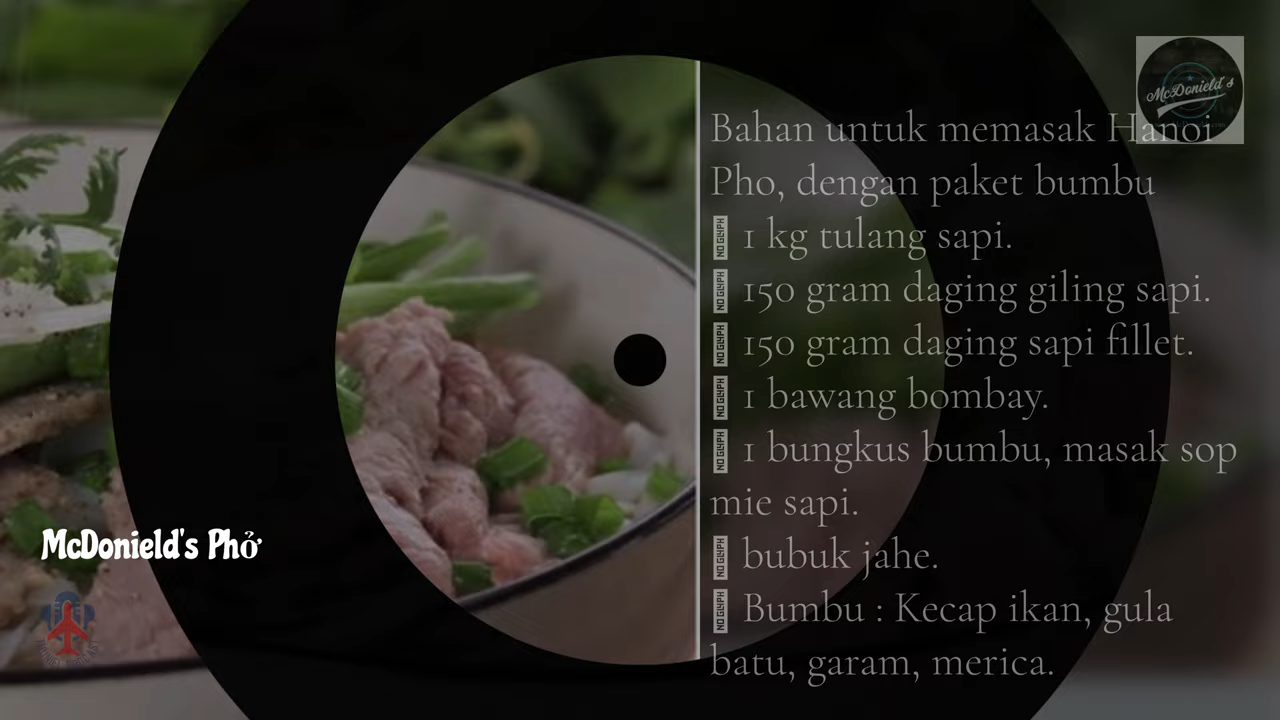 McDonield's
Bahan untuk memasak Hanoi
Pho, dengan paket bumbu
1 kg tulang sapi.
150 gram daging giling sapi.
150 gram daging sapi fillet.
1 bawang bombay.
1 bungkus bumbu, masak sop
mie sapi.
bubuk jahe.
Bumbu : Kecap ikan, gula
batu, garam, merica.
McDonield's Phở